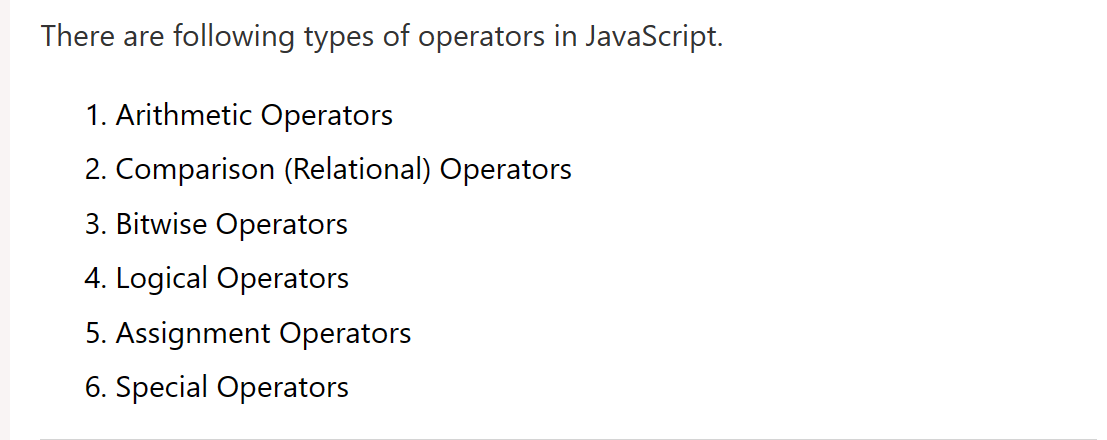 There are following types of operators in JavaScript.
1. Arithmetic Operators
2. Comparison (Relational) Operators
3. Bitwise Operators
4. Logical Operators
5. Assignment Operators
6. Special Operators